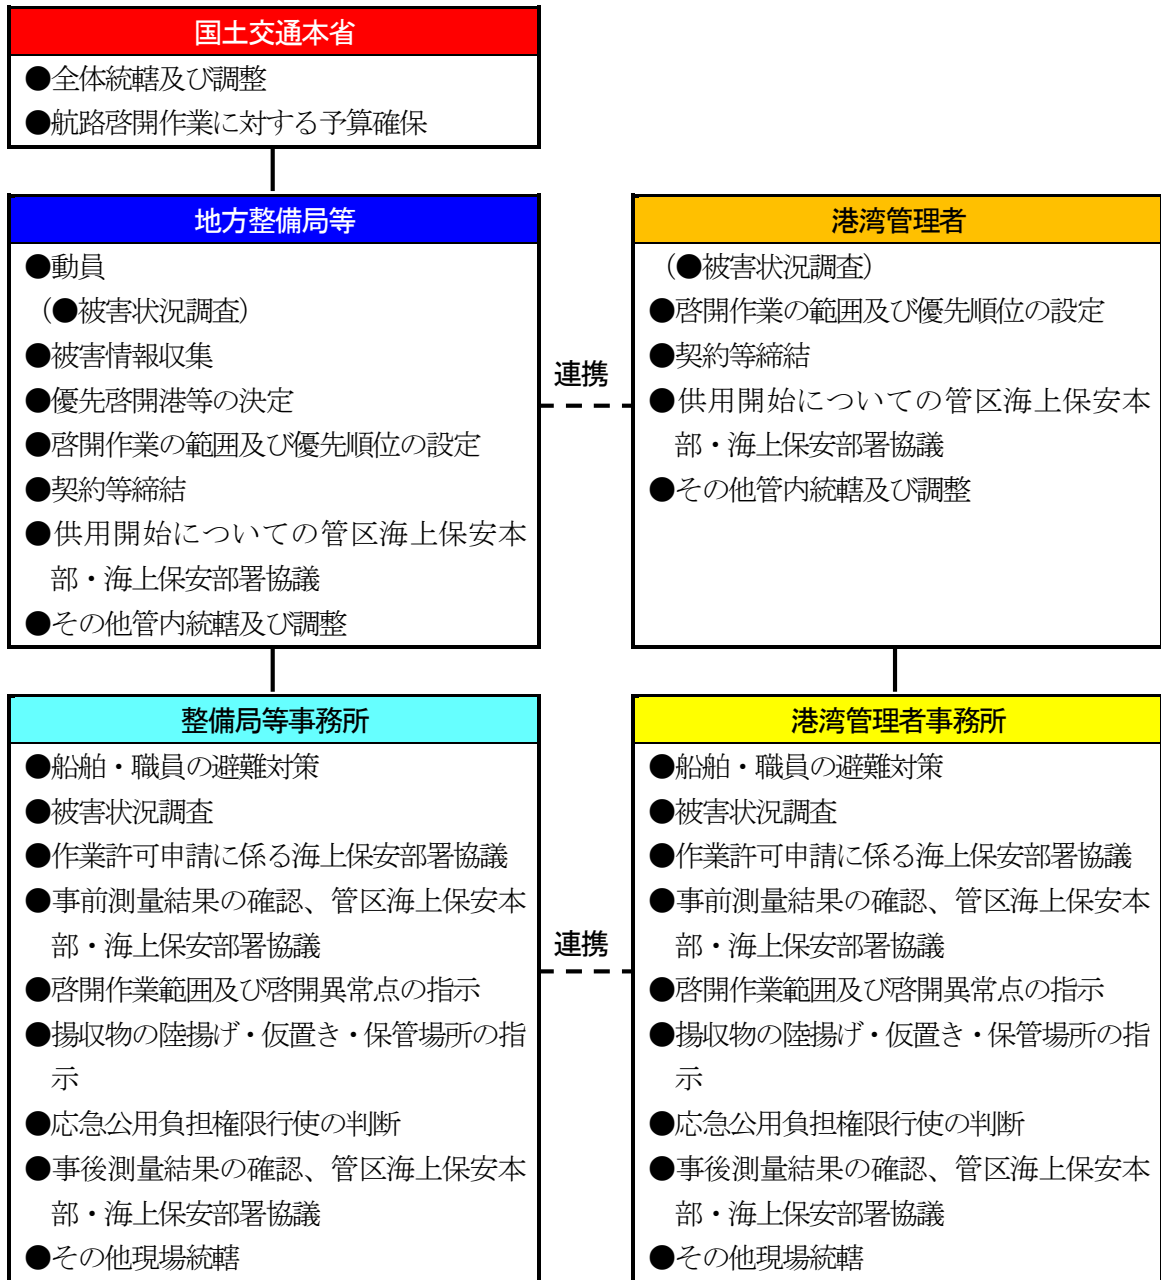 国土交通本省
●全体統轄及び調整
●航路啓開作業に対する予算確保
地方整備局等
●動員
（●被害状況調査）
●被害情報収集
●優先啓開港等の決定
●啓開作業の範囲及び優先順位の設定
●契約等締結
●供用開始についての管区海上保安本
部・海上保安部署協議
●その他管内統轄及び調整
連携
港湾管理者
（●被害状況調査）
●啓開作業の範囲及び優先順位の設定
●契約等締結
●供用開始についての管区海上保安本
部・海上保安部署協議
●その他管内統轄及び調整
整備局等事務所
●船舶・職員の避難対策
●被害状況調査
●作業許可申請に係る海上保安部署協議
●事前測量結果の確認、管区海上保安本
部・海上保安部署協議
●啓開作業範囲及び啓開異常点の指示
●揚収物の陸揚げ・仮置き・保管場所の指
示
●応急公用負担権限行使の判断
●事後測量結果の確認、管区海上保安本
部・海上保安部署協議
●その他現場統轄
連携
港湾管理者事務所
●船舶・職員の避難対策
●被害状況調査
●作業許可申請に係る海上保安部署協議
●事前測量結果の確認、管区海上保安本
部・海上保安部署協議
●啓開作業範囲及び啓開異常点の指示
●揚収物の陸揚げ・仮置き・保管場所の指
示
●応急公用負担権限行使の判断
●事後測量結果の確認、管区海上保安本
部・海上保安部署協議
●その他現場統轄